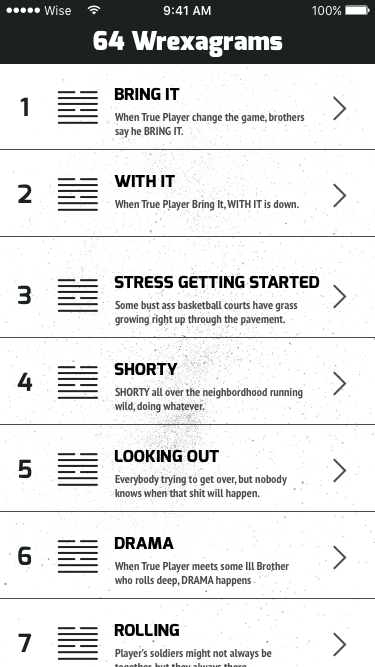 Wise 9:41 AM 100%
64 Wrexagrams
1
BRING IT
When True Player change the game, brothers
say he BRING IT.
2
WITH IT
When True Player Bring It, WITH IT is down.
3
STRESS GETTING STARTED
Some bust ass basketball courts have grass
growing right up through the pavement.
4
SHORTY
SHORTY all over the neighbordhood running
wild, doing whatever.
5
LOOKING OUT
Everybody trying to get over, but nobody
knows when that shit will happen.
6
DRAMA
When True Player meets some Ill Brother
who rolls deep, DRAMA happens
7
ROLLING
Player's soldiers might not always be
together, but they always there